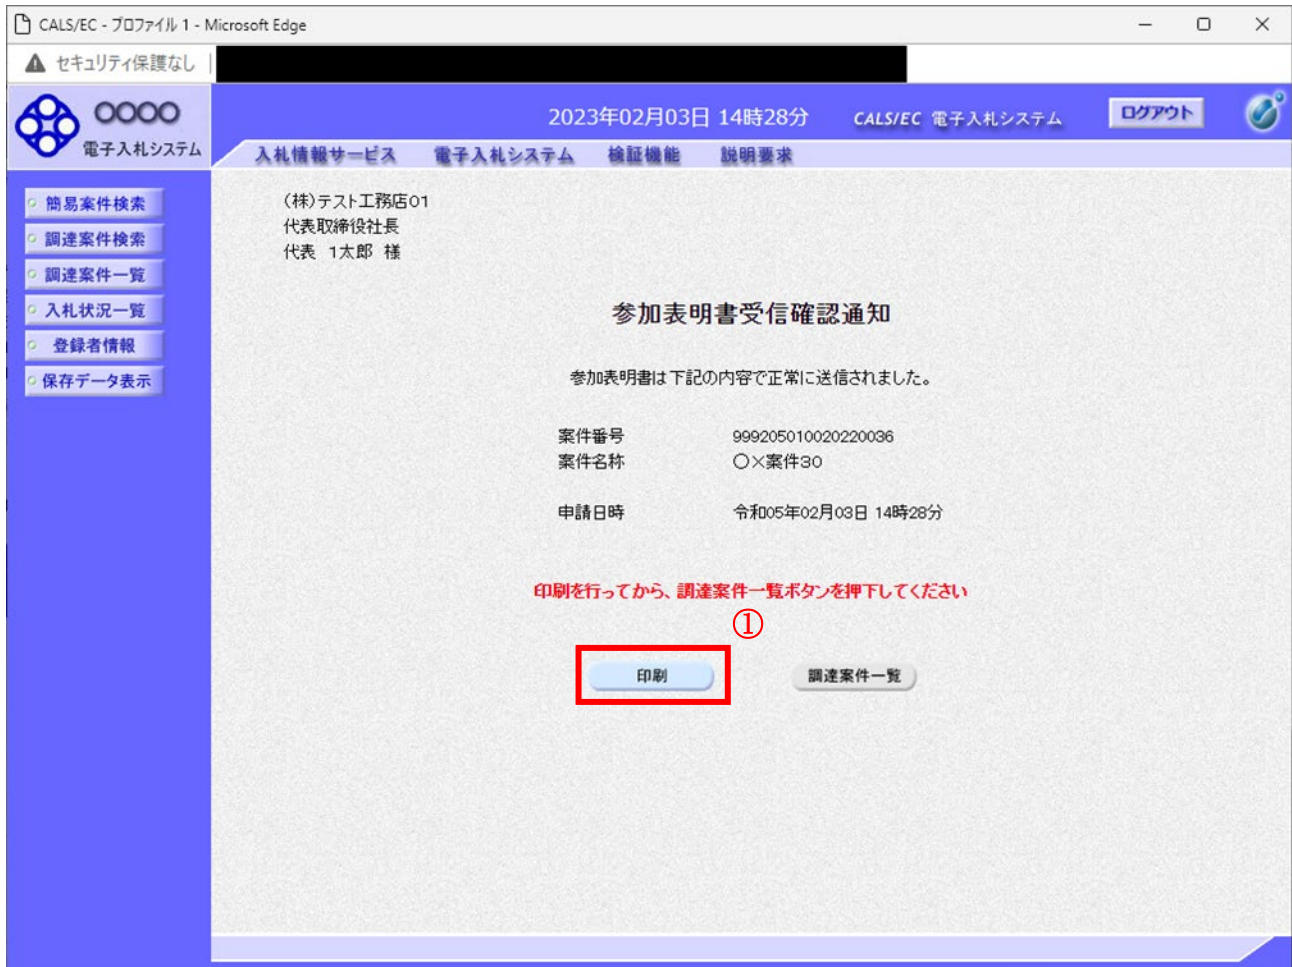 CALS/EC - プロファイル 1 - Microsoft Edge
セキュリティ保護なし
〇〇〇〇
電子入札システム
2023年02月03日 14時28分 CALS/EC 電子入札システム ログアウト
入札情報サービス 電子入札システム 検証機能 説明要求
簡易案件検索
調達案件検索
調達案件一覧
入札状況一覧
登録者情報
保存データ表示
(株)テスト工務店01
代表取締役社長
代表 1太郎 様
参加表明書受信確認通知
参加表明書は下記の内容で正常に送信されました。
案件番号 999205010020220036
案件名称 〇×案件30
申請日時 令和05年02月03日 14時28分
印刷を行ってから、調達案件一覧ボタンを押下してください
①
印刷 調達案件一覧